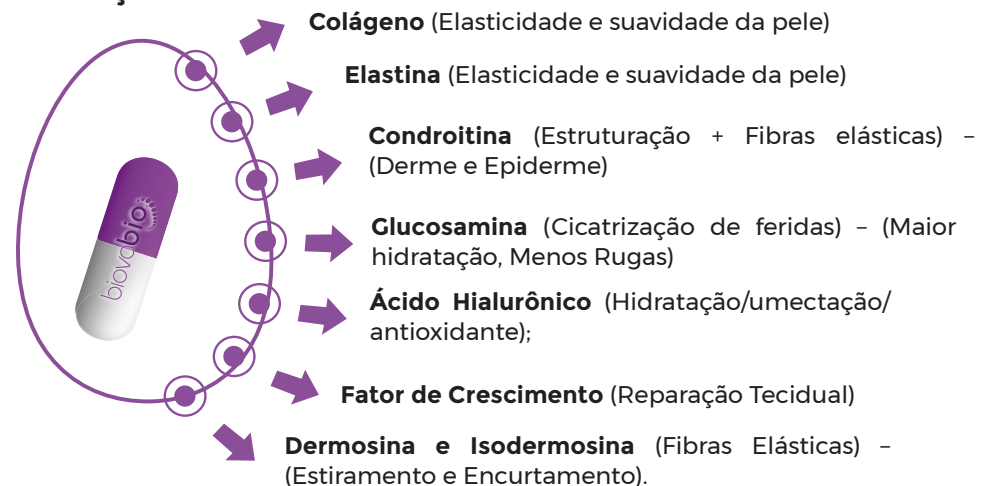 Colágeno (Elasticidade e suavidade da pele)
Elastina (Elasticidade e suavidade da pele)
Condroitina (Estruturação + Fibras elásticas) –
(Derme e Epiderme)
biovabio
Glucosamina (Cicatrização de feridas) – (Maior
hidratação, Menos Rugas)
Ácido Hialurônico (Hidratação/umectação/
antioxidante);
Fator de Crescimento (Reparação Tecidual)
Dermosina e Isodermosina (Fibras Elásticas) –
(Estiramento e Encurtamento).